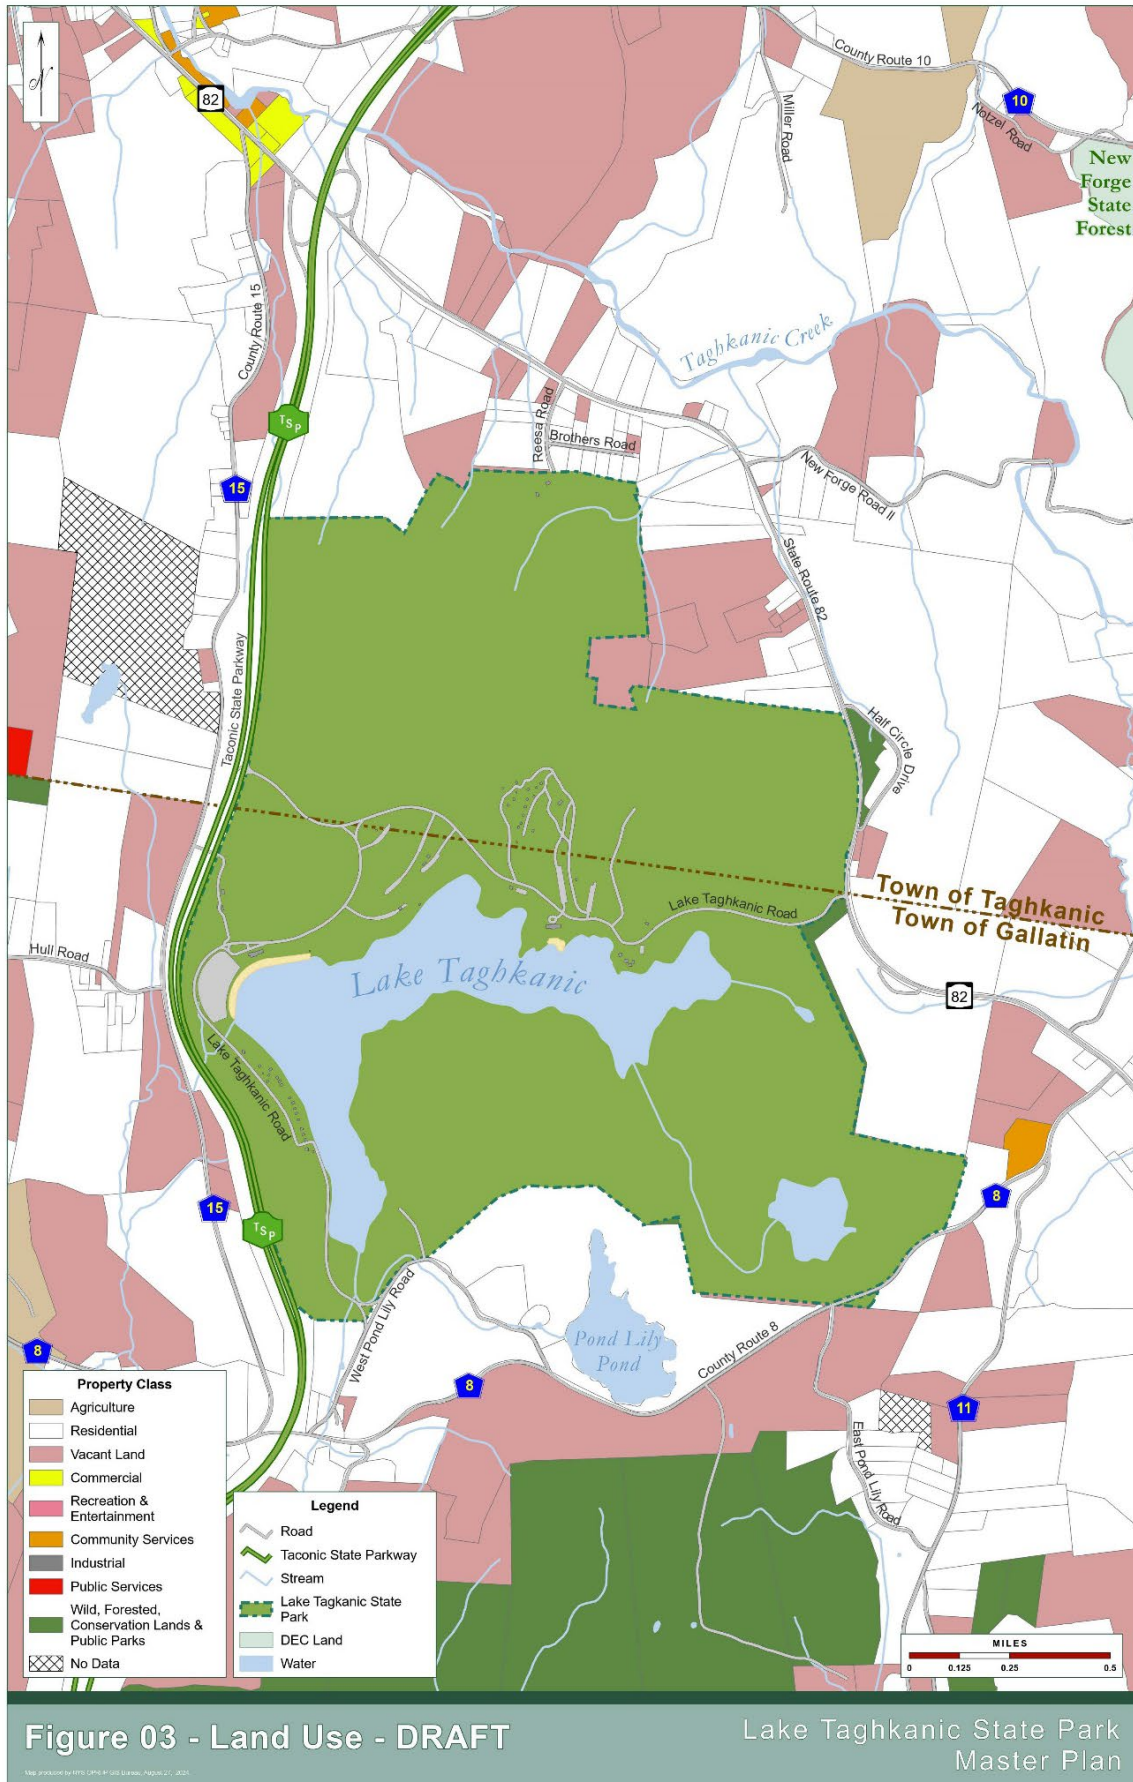 N
82
County Route 10
10
Miller Road
Notzel Road
New
Forge
State
Forest
County Route 15
Taghkanic Creek
TSP
Reesa Road
Brothers Road
15
New Forge Road II
State Route 82
Taconic State Parkway
Half Circle Drive
Town of Taghkanic
Town of Gallatin
Lake Taghkanic Road
Hull Road
Lake Taghkanic
82
Lake Taghkanic Road
8
15
TSP
West Pond Lily Road
Pond Lily
Pond
County Route 8
8
8
11
East Pond Lily Road
Property Class
Agriculture
Residential
Vacant Land
Commercial
Recreation &
Entertainment
Community Services
Industrial
Public Services
Wild, Forested,
Conservation Lands &
Public Parks
No Data
Legend
Road
Taconic State Parkway
Stream
Lake Tagkanic State
Park
DEC Land
Water
MILES
0 0.125 0.25 0.5
Figure 03 - Land Use - DRAFT
Lake Taghkanic State Park
Master Plan